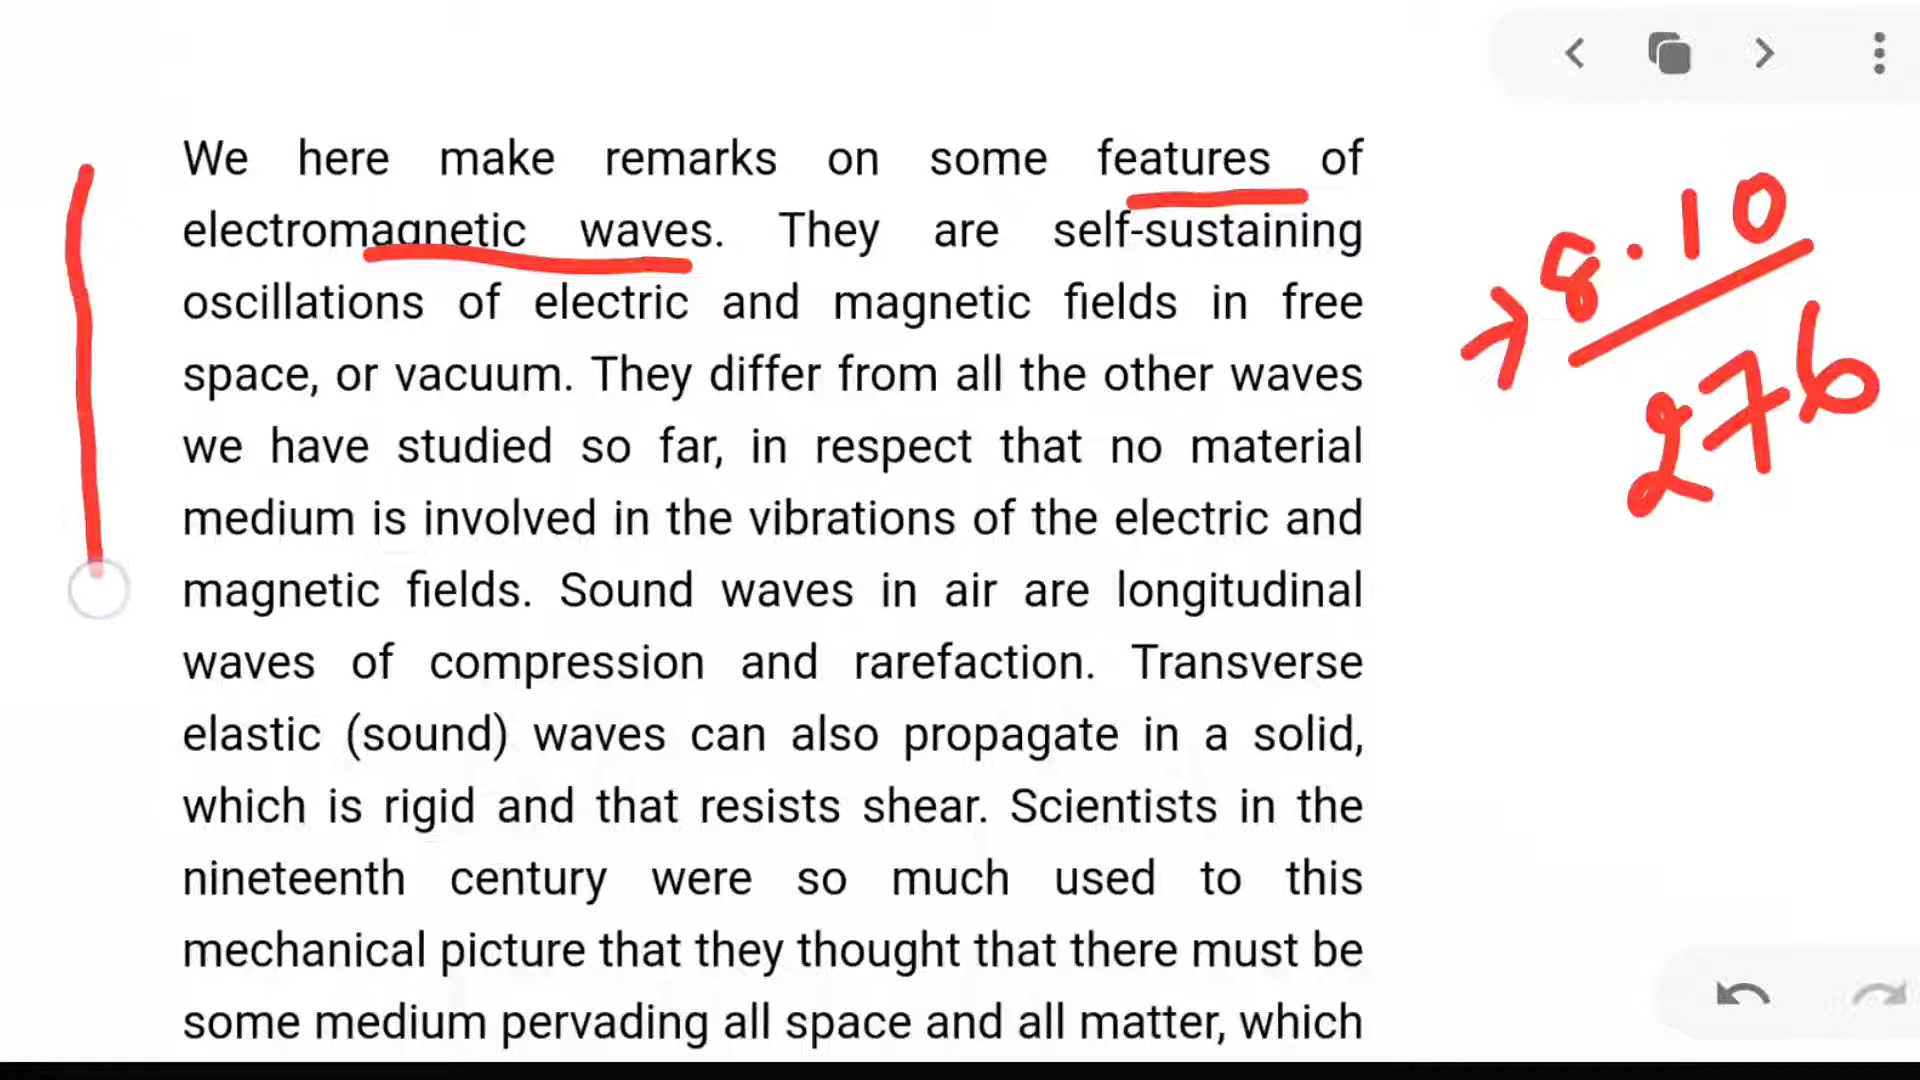 We here make remarks on some features of
electromagnetic waves. They are self-sustaining
oscillations of electric and magnetic fields in free
space, or vacuum. They differ from all the other waves
we have studied so far, in respect that no material
medium is involved in the vibrations of the electric and
magnetic fields. Sound waves in air are longitudinal
waves of compression and rarefaction. Transverse
elastic (sound) waves can also propagate in a solid,
which is rigid and that resists shear. Scientists in the
nineteenth century were so much used to this
mechanical picture that they thought that there must be
some medium pervading all space and all matter, which
→ 8.10
276